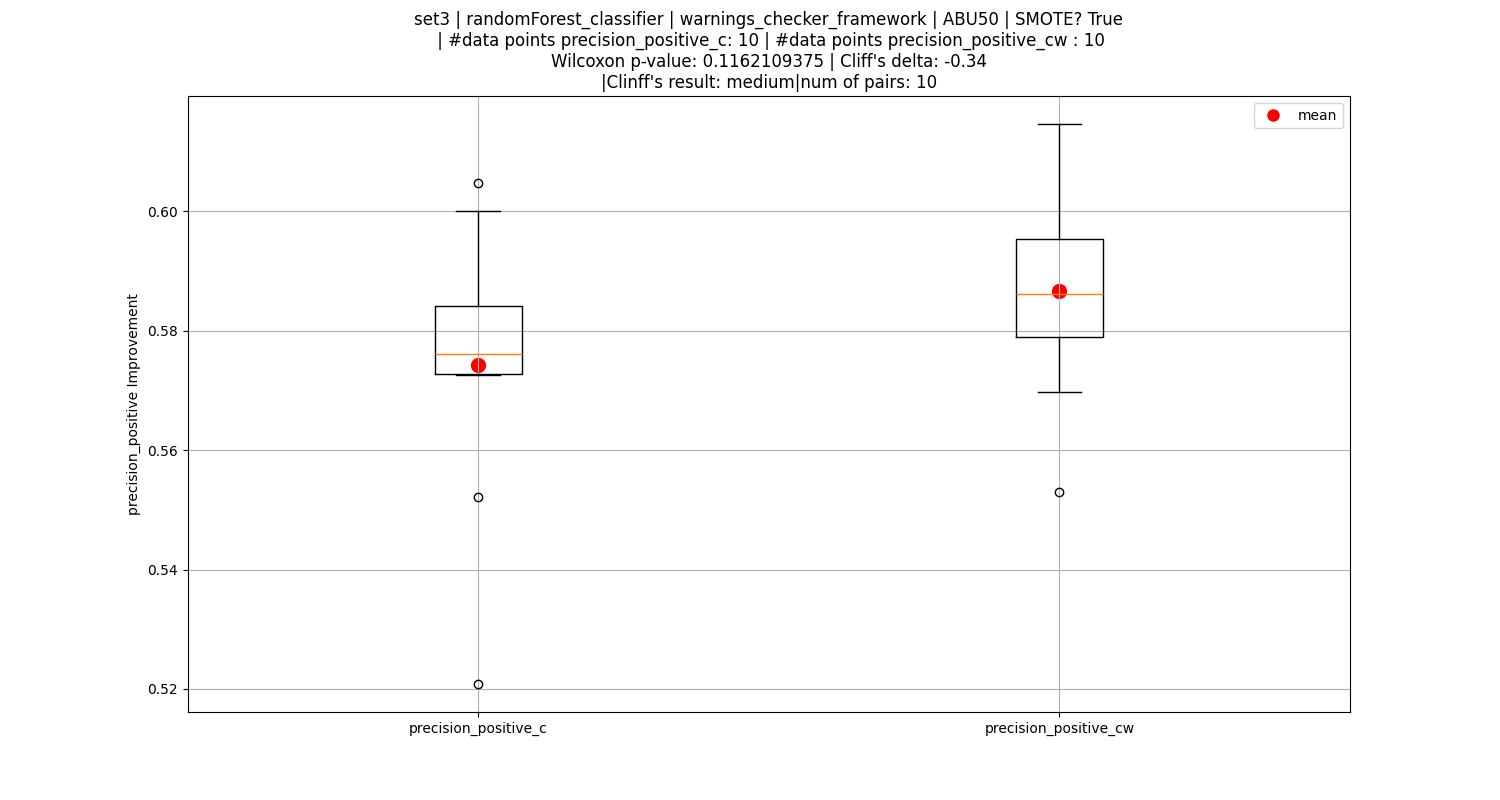 set3 | randomForest_classifier | warnings_checker_framework | ABU50 | SMOTE? True
| #data points precision_positive_c: 10 | #data points precision_positive_cw : 10
Wilcoxon p-value: 0.1162109375 | Cliff's delta: -0.34
|Clinff's result: medium|num of pairs: 10
mean
precision_positive Improvement
0.60
0.58
0.56
0.54
0.52
precision_positive_c
precision_positive_cw